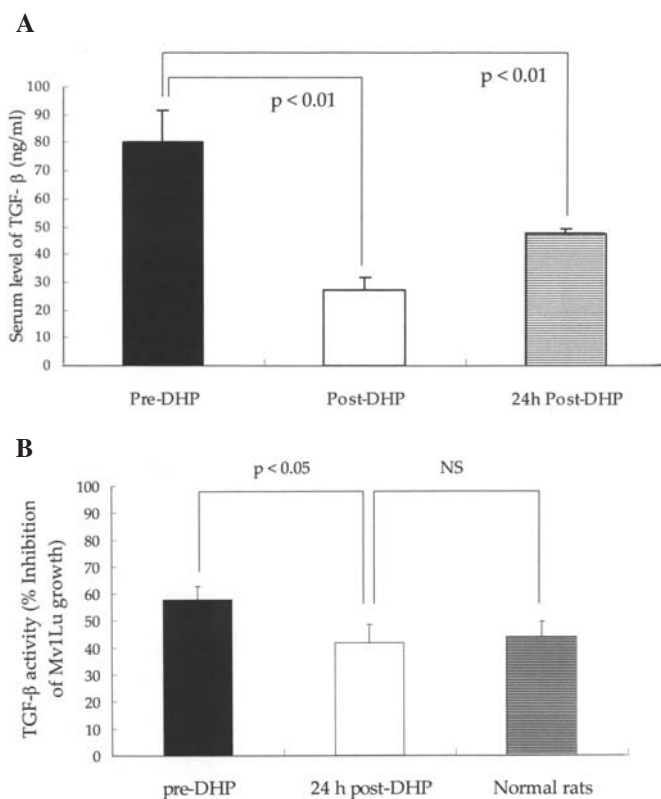 A
p < 0.01
p < 0.01
Serum level of TGF- β (ng/ml)
100
90
80
70
60
50
40
30
20
10
0
Pre-DHP
Post-DHP
24h Post-DHP
B
p < 0.05
NS
TGF-β activity (% Inhibition
of Mv1Lu growth)
100
90
80
70
60
50
40
30
20
10
0
pre-DHP
24 h post-DHP
Normal rats